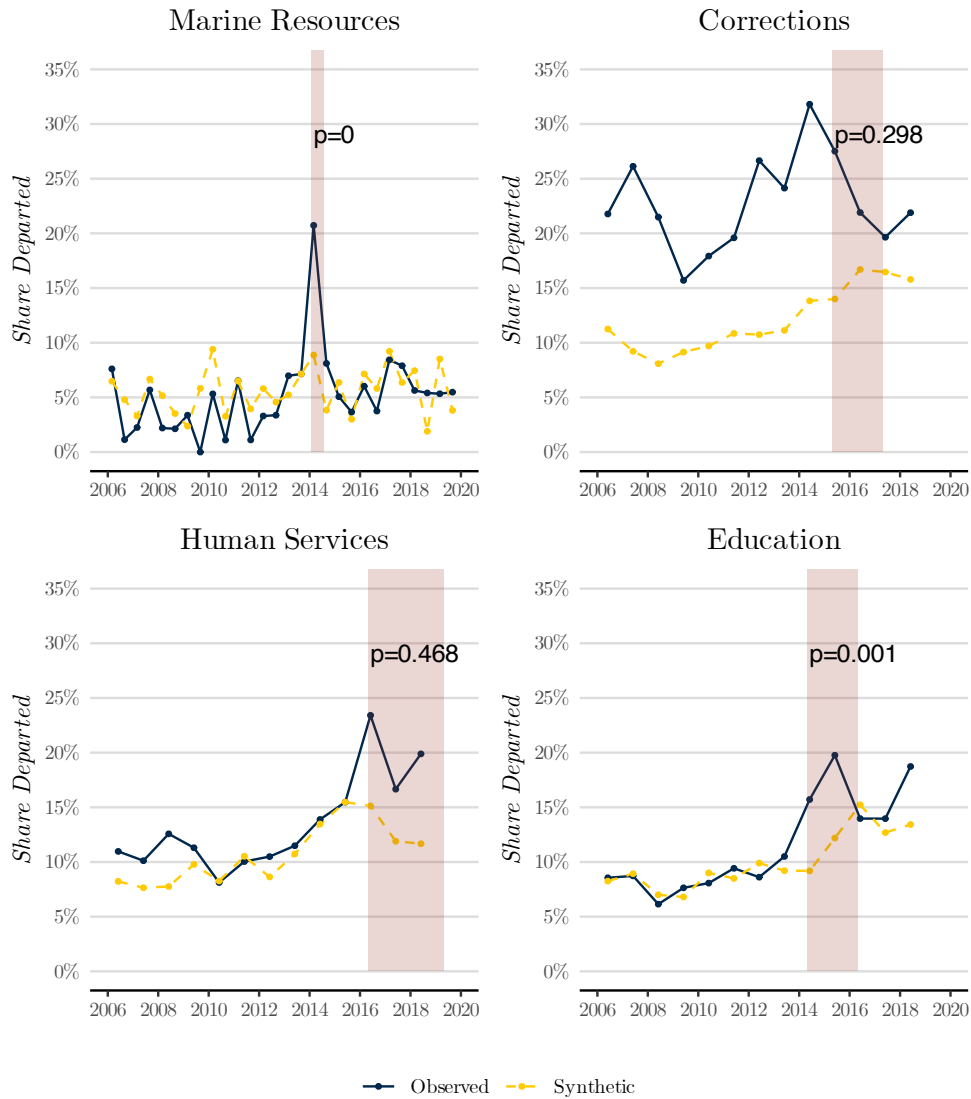 Marine Resources
Corrections
35%
30%
25%
20%
15%
10%
5%
0%
Share Departed
p=0
2006 2008 2010 2012 2014 2016 2018 2020
35%
30%
25%
20%
15%
10%
5%
0%
Share Departed
p=0.298
2006 2008 2010 2012 2014 2016 2018 2020
Human Services
Education
35%
30%
25%
20%
15%
10%
5%
0%
Share Departed
p=0.468
2006 2008 2010 2012 2014 2016 2018 2020
35%
30%
25%
20%
15%
10%
5%
0%
Share Departed
p=0.001
2006 2008 2010 2012 2014 2016 2018 2020
Observed Synthetic